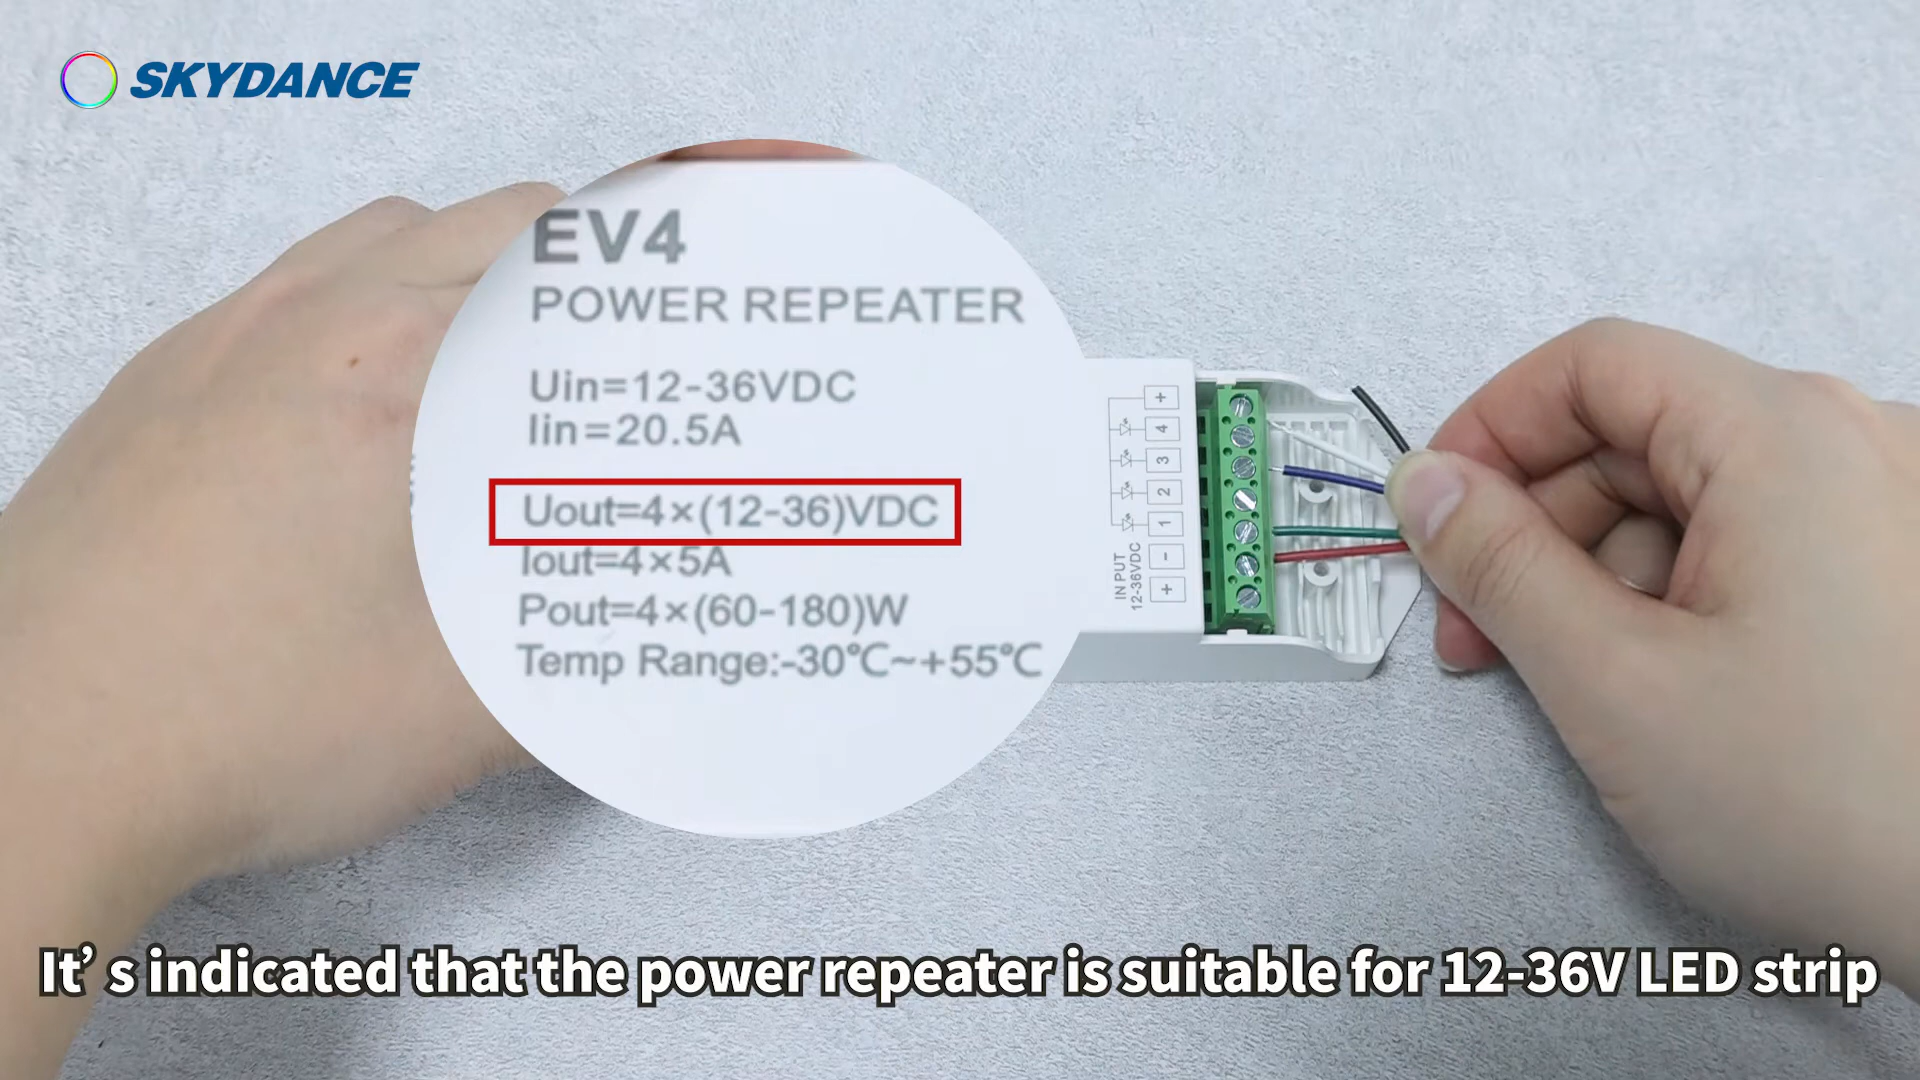 SKYDANCE
EV4
POWER REPEATER
Uin=12-36VDC
Iin=20.5A
Uout=4×(12-36)VDC
Iout=4×5A
Pout=4×(60-180)W
Temp Range:-30℃~+55℃
+
4
3
2
1
-
+
INPUT
12-36VDC
It's indicated that the power repeater is suitable for 12-36V LED strip